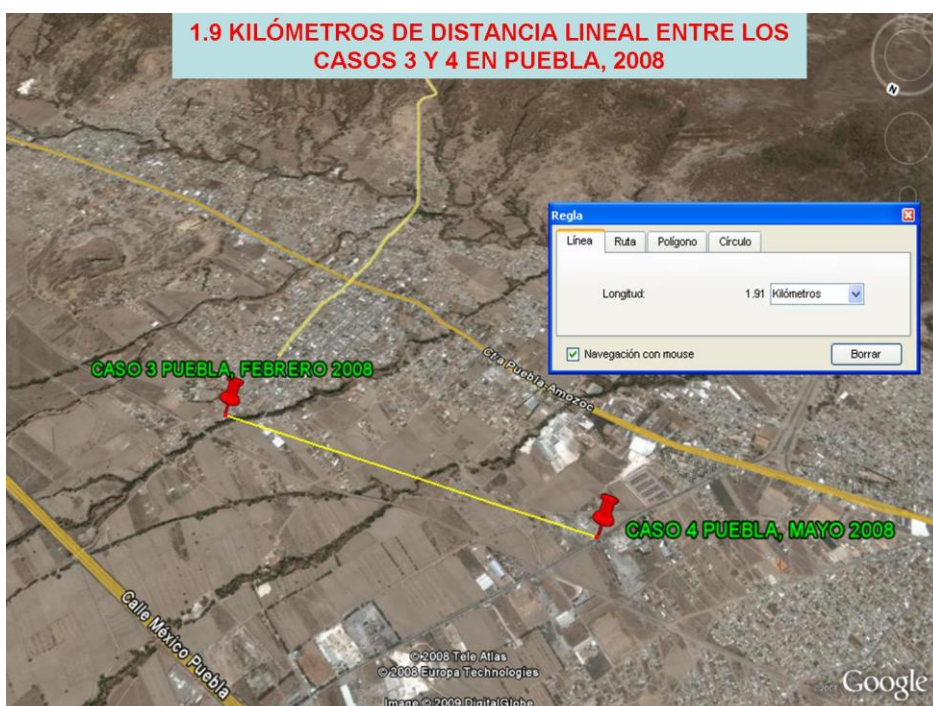 1.9 KILÓMETROS DE DISTANCIA LINEAL ENTRE LOS
CASOS 3 Y 4 EN PUEBLA, 2008
N
Regla
Línea
Ruta
Polígono
Círculo
Longitud:
1.91
Kilómetros
Navegación con mouse
Borrar
CASO 3 PUEBLA, FEBRERO 2008
Ct a Puebla-Amozoc
CASO 4 PUEBLA, MAYO 2008
Calle México Puebla
© 2008 Tele Atlas
© 2008 Europa Technologies
Image © 2009 DigitalGlobe
Google